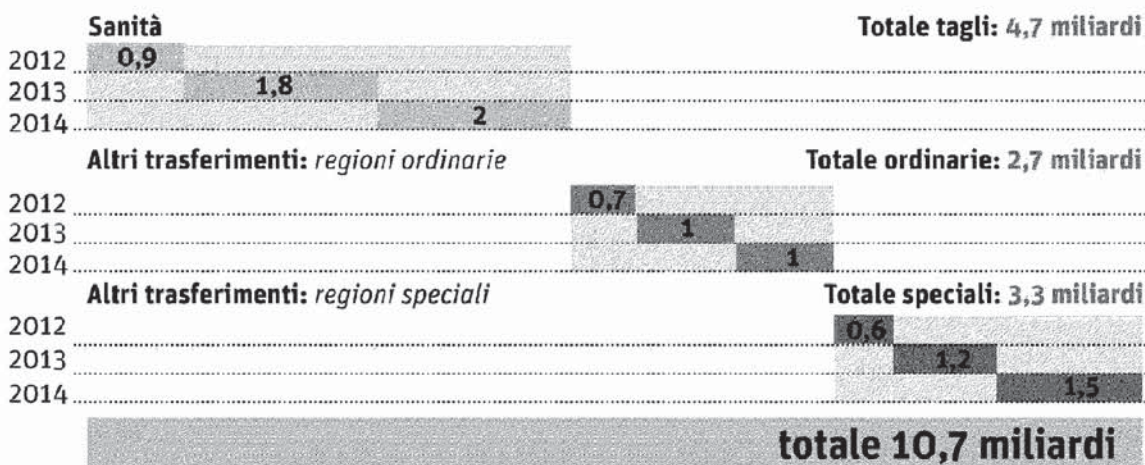 Sanità Totale tagli: 4,7 miliardi
2012 0,9
2013 1,8
2014 2
Altri trasferimenti: regioni ordinarie Totale ordinarie: 2,7 miliardi
2012 0,7
2013 1
2014 1
Altri trasferimenti: regioni speciali Totale speciali: 3,3 miliardi
2012 0,6
2013 1,2
2014 1,5
totale 10,7 miliardi